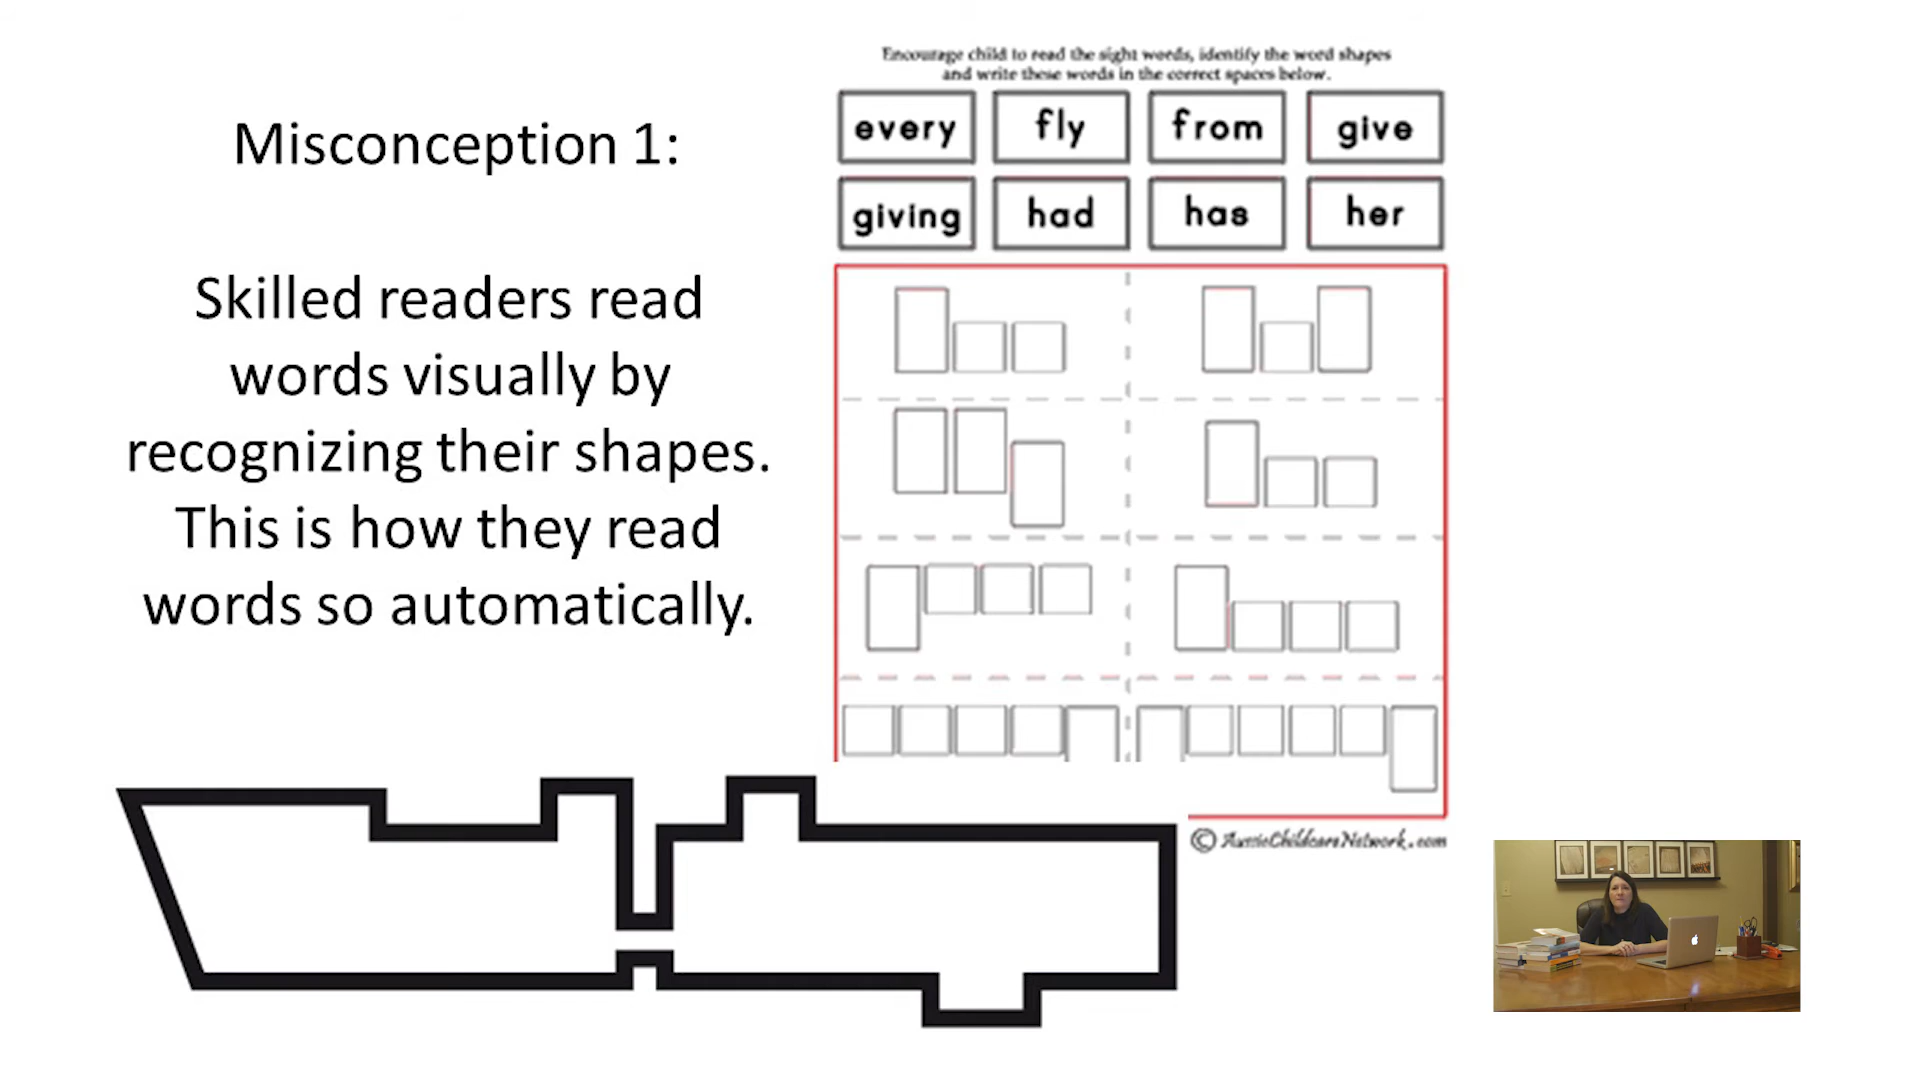 Misconception 1:
Skilled readers read
words visually by
recognizing their shapes.
This is how they read
words so automatically.
Encourage child to read the sight words, identify the word shapes
and write these words in the correct spaces below.
every fly from give
giving had has her
© AussieChildcareNetwork.com